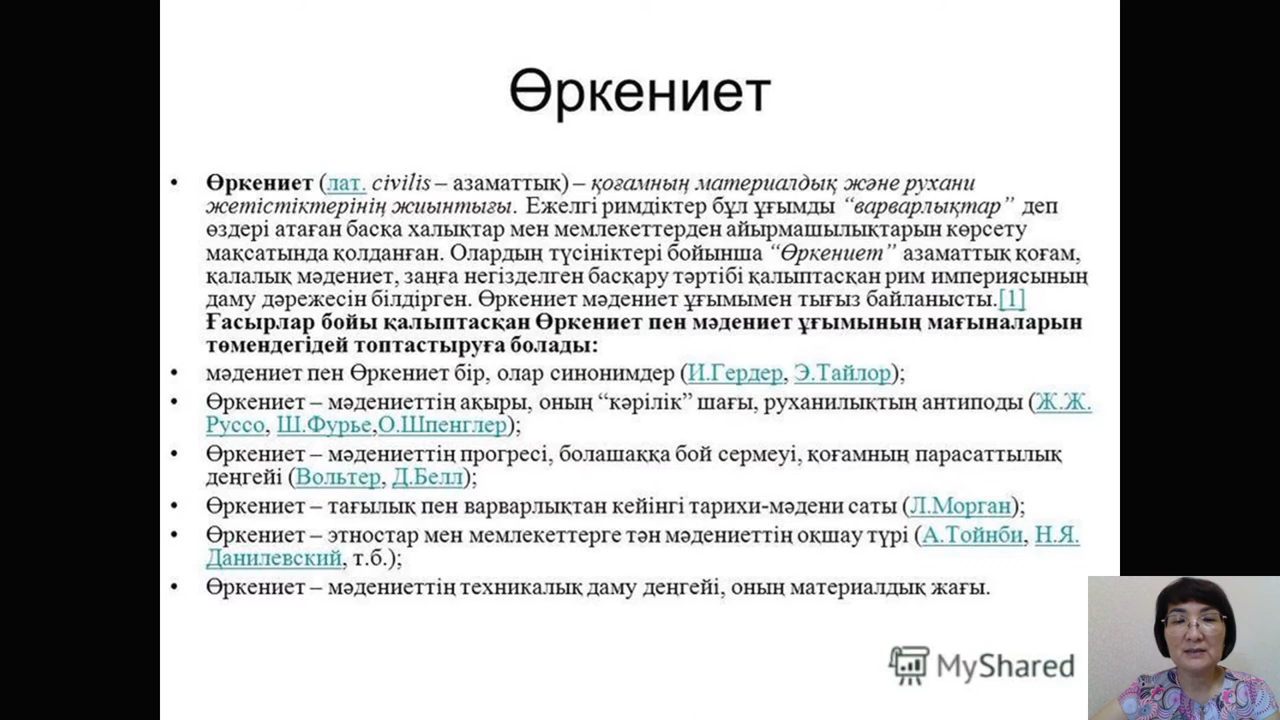 Өркениет
• Өркениет (лат. civilis – азаматтық) – қоғамның материалдық және рухани
жетістіктерінің жиынтығы. Ежелгі римдіктер бұл ұғымды “варварлықтар” деп
өздері атаған басқа халықтар мен мемлекеттерден айырмашылықтарын көрсету
мақсатында қолданған. Олардың түсініктері бойынша “Өркениет” азаматтық қоғам,
қалалық мәдениет, заңға негізделген басқару тәртібі қалыптасқан рим империясының
даму дәрежесін білдірген. Өркениет мәдениет ұғымымен тығыз байланысты.[1]
Ғасырлар бойы қалыптасқан Өркениет пен мәдениет ұғымының мағыналарын
төмендегідей топтастыруға болады:
• мәдениет пен Өркениет бір, олар синонимдер (И.Гердер, Э.Тайлор);
• Өркениет – мәдениеттің ақыры, оның “кәрілік” шағы, руханилықтың антиподы (Ж.Ж.
Руссо, Ш.Фурье,О.Шпенглер);
• Өркениет – мәдениеттің прогресі, болашаққа бой сермеуі, қоғамның парасаттылық
деңгейі (Вольтер, Д.Белл);
• Өркениет – тағылық пен варварлықтан кейінгі тарихи-мәдени саты (Л.Морган);
• Өркениет – этностар мен мемлекеттерге тән мәдениеттің оқшау түрі (А.Тойнби, Н.Я.
Данилевский, т.б.);
• Өркениет – мәдениеттің техникалық даму деңгейі, оның материалдық жағы.
MyShared